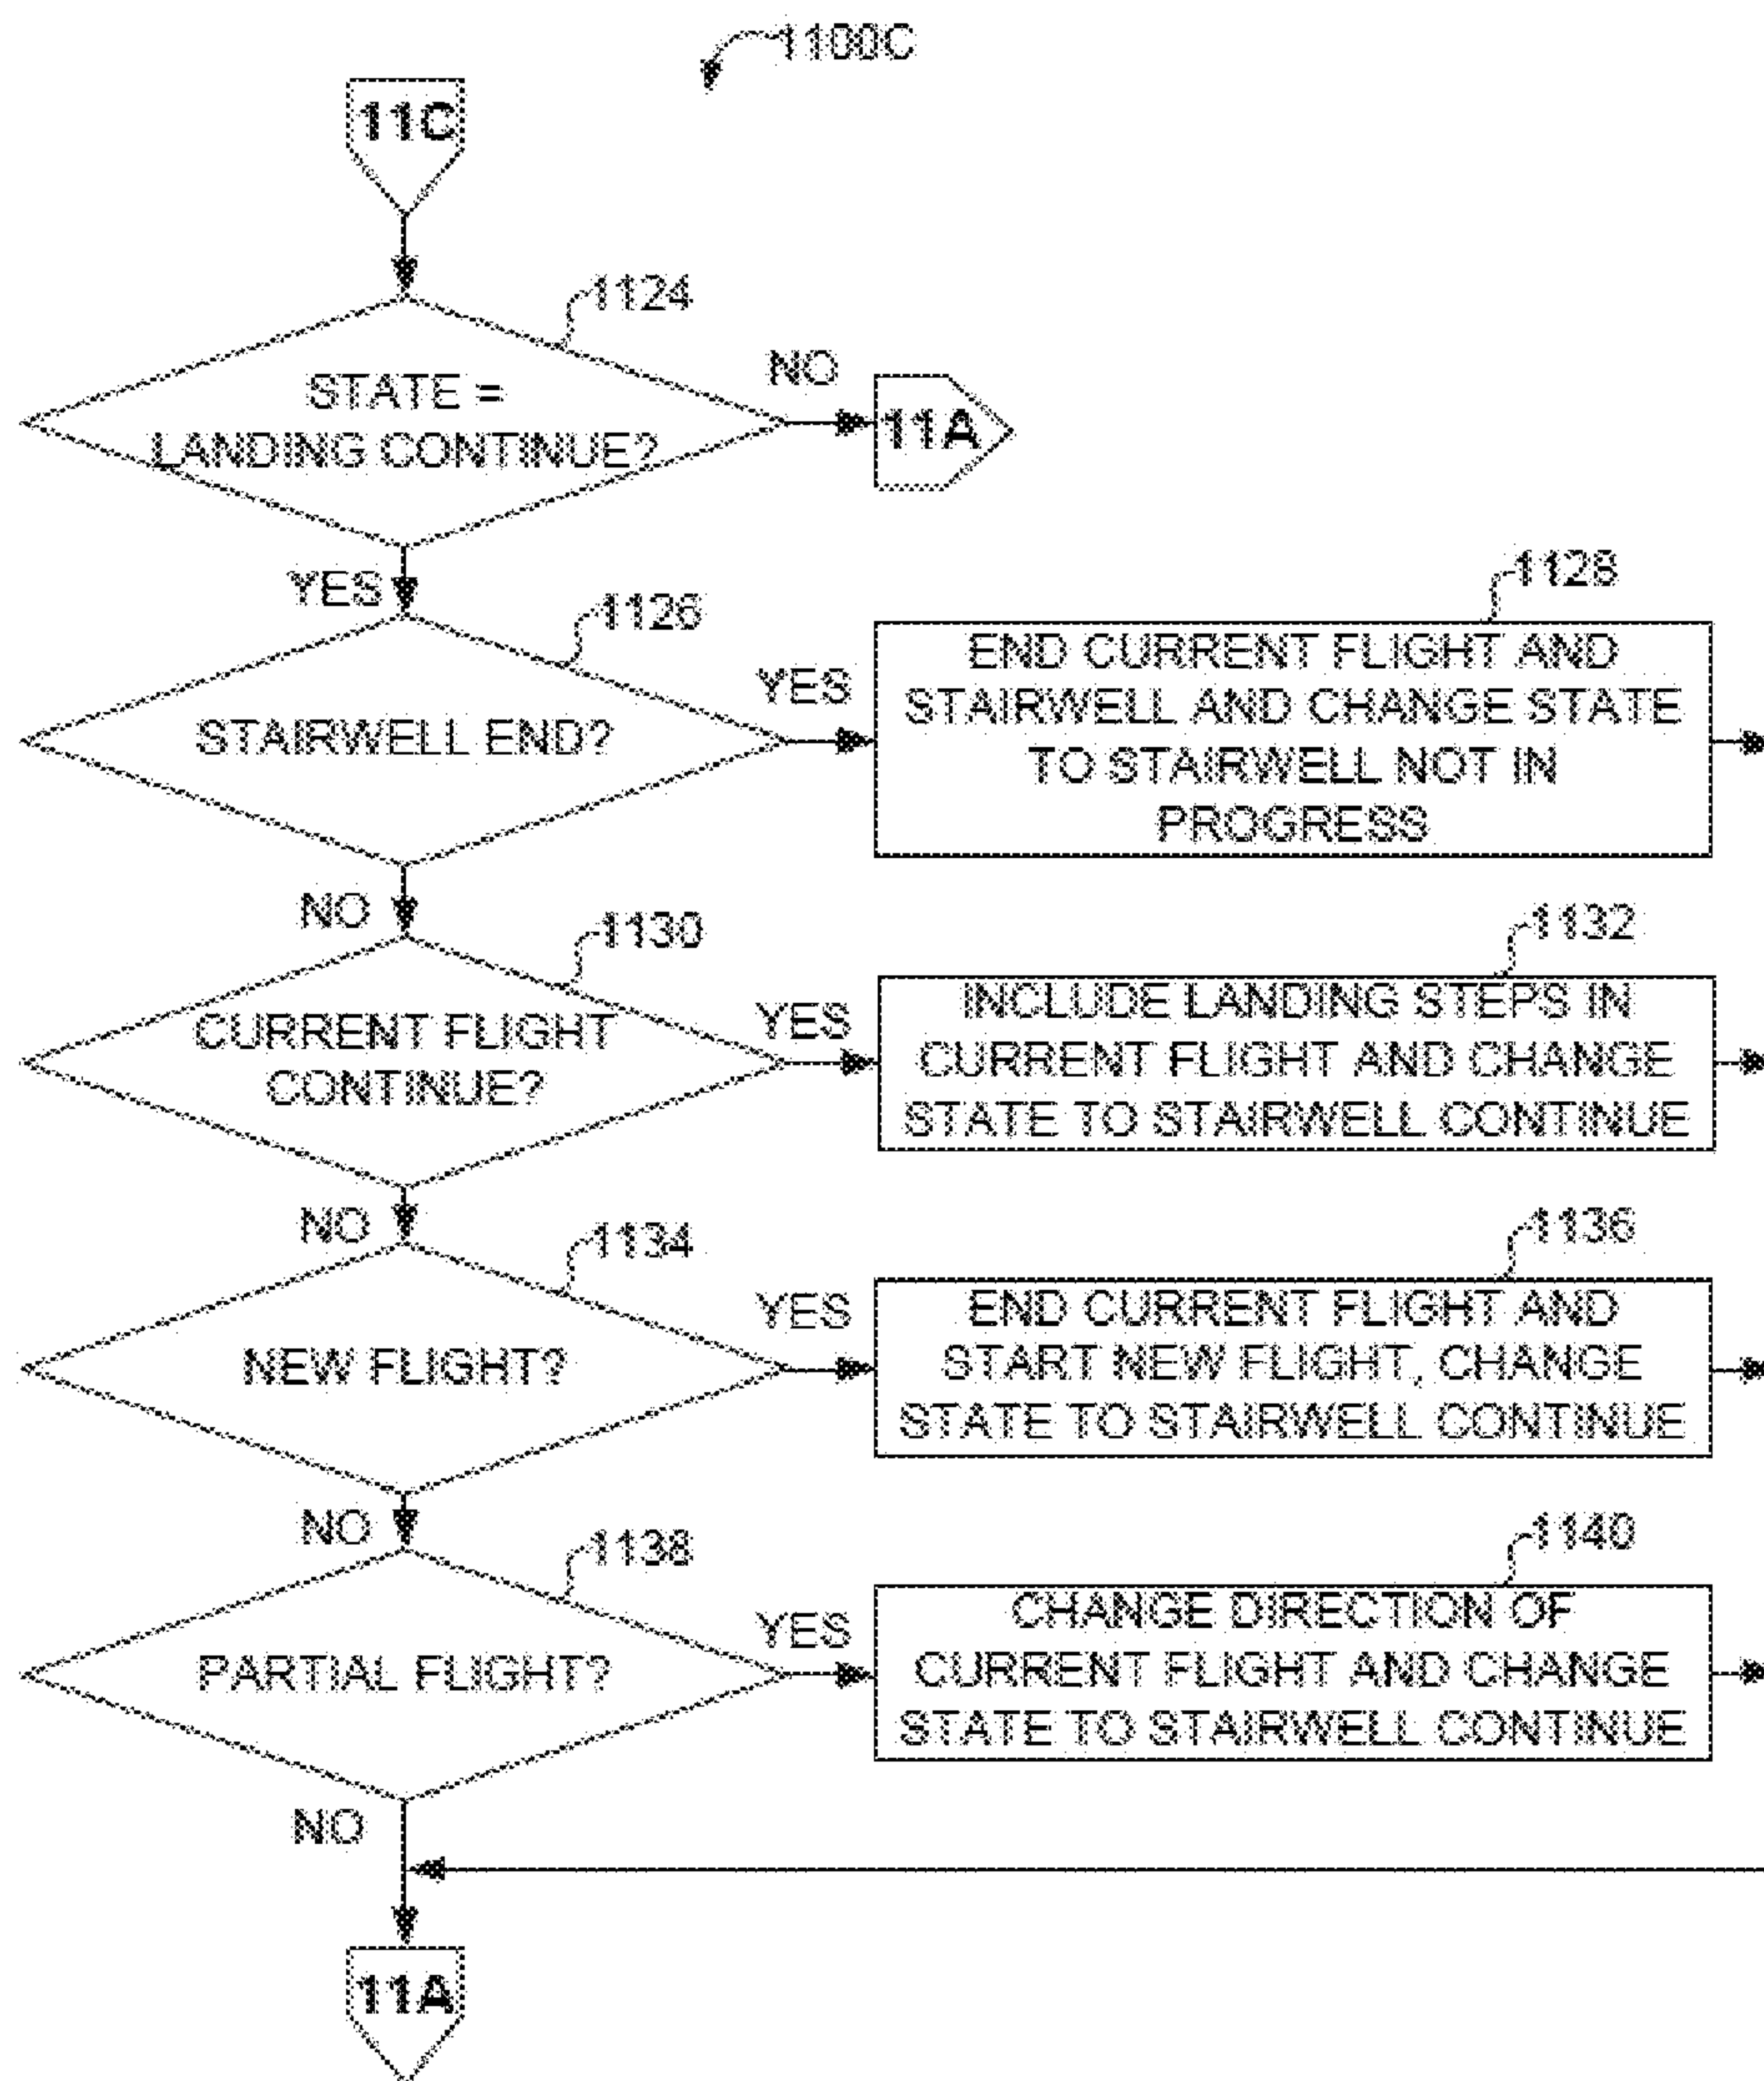 1100C
11C
1124
STATE =
LANDING CONTINUE?
NO
11A
YES
1126
STAIRWELL END?
YES
1128
END CURRENT FLIGHT AND
STAIRWELL AND CHANGE STATE
TO STAIRWELL NOT IN
PROGRESS
NO
1130
CURRENT FLIGHT
CONTINUE?
YES
1132
INCLUDE LANDING STEPS IN
CURRENT FLIGHT AND CHANGE
STATE TO STAIRWELL CONTINUE
NO
1134
NEW FLIGHT?
YES
1136
END CURRENT FLIGHT AND
START NEW FLIGHT, CHANGE
STATE TO STAIRWELL CONTINUE
NO
1138
PARTIAL FLIGHT?
YES
1140
CHANGE DIRECTION OF
CURRENT FLIGHT AND CHANGE
STATE TO STAIRWELL CONTINUE
NO
11A